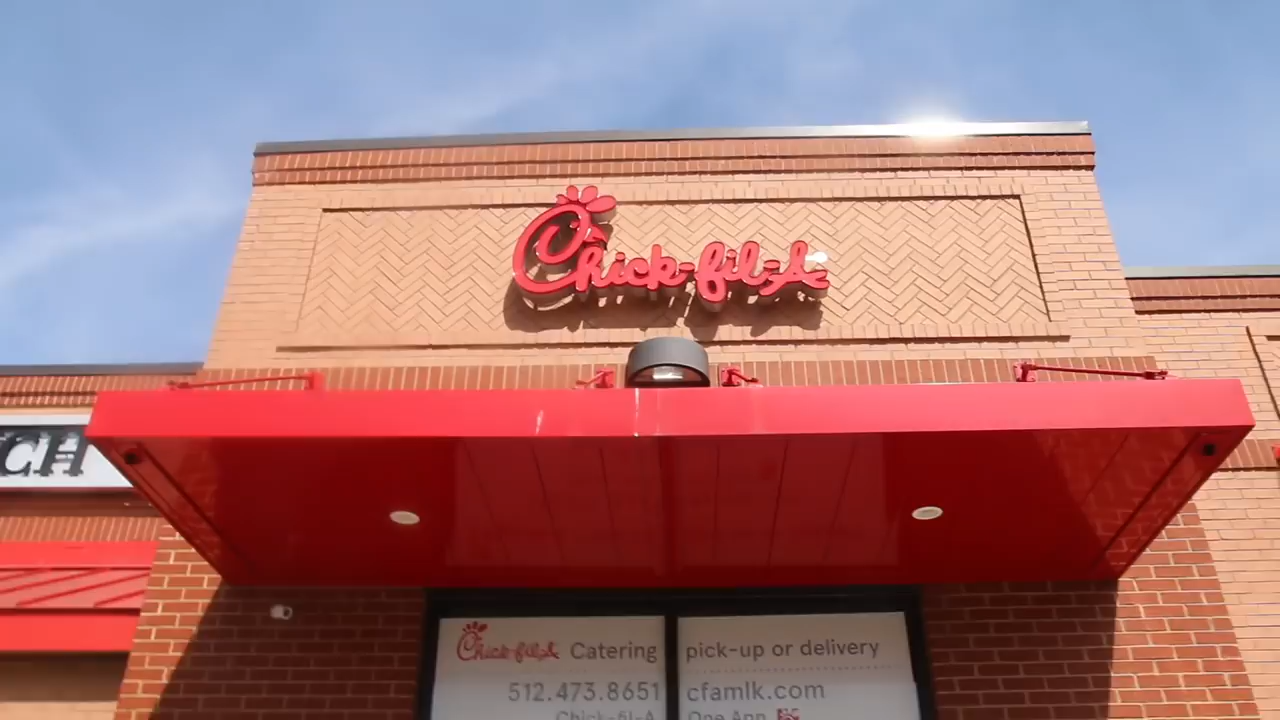 Chick-fil-A
CH
Chick-fil-A Catering
pick-up or delivery
512.473.8651
cfamlk.com
Chick-fil-A
One App